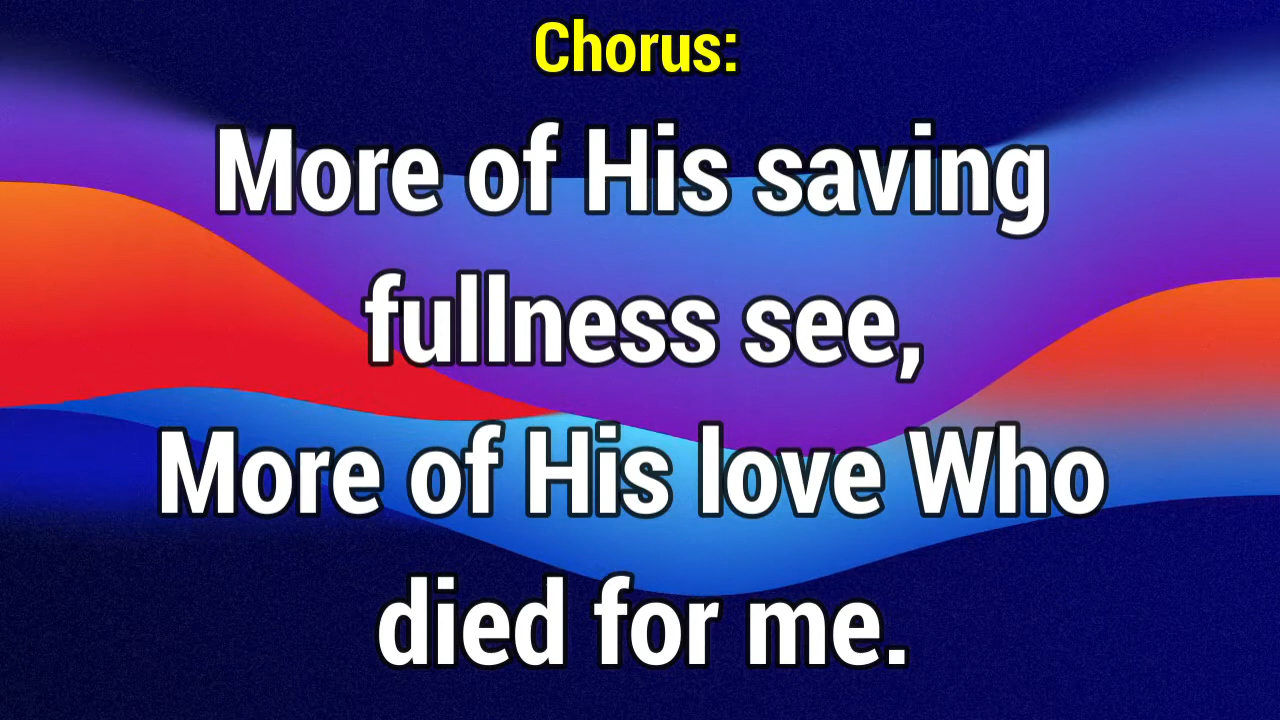 Chorus:
More of His saving
fullness see,
More of His love Who
died for me.